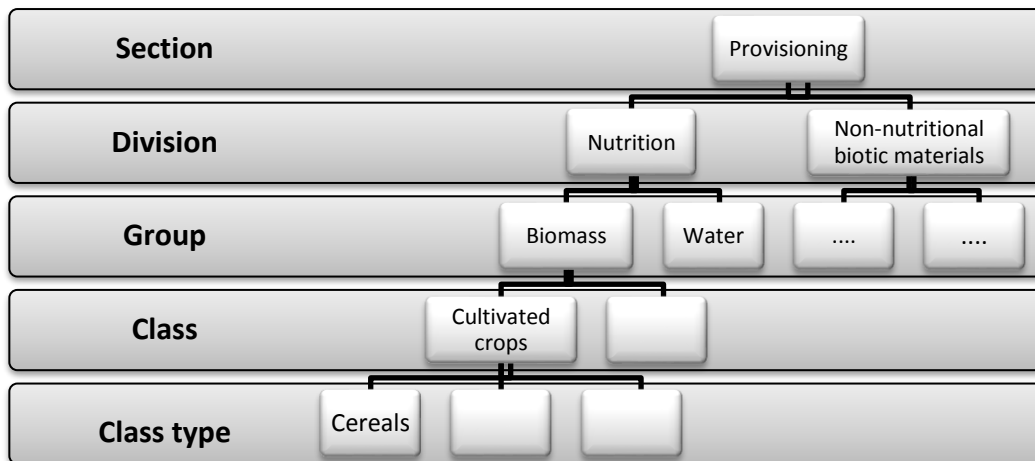 Section
Provisioning
Division
Nutrition
Non-nutritional
biotic materials
Group
Biomass
Water
....
....
Class
Cultivated
crops
Class type
Cereals